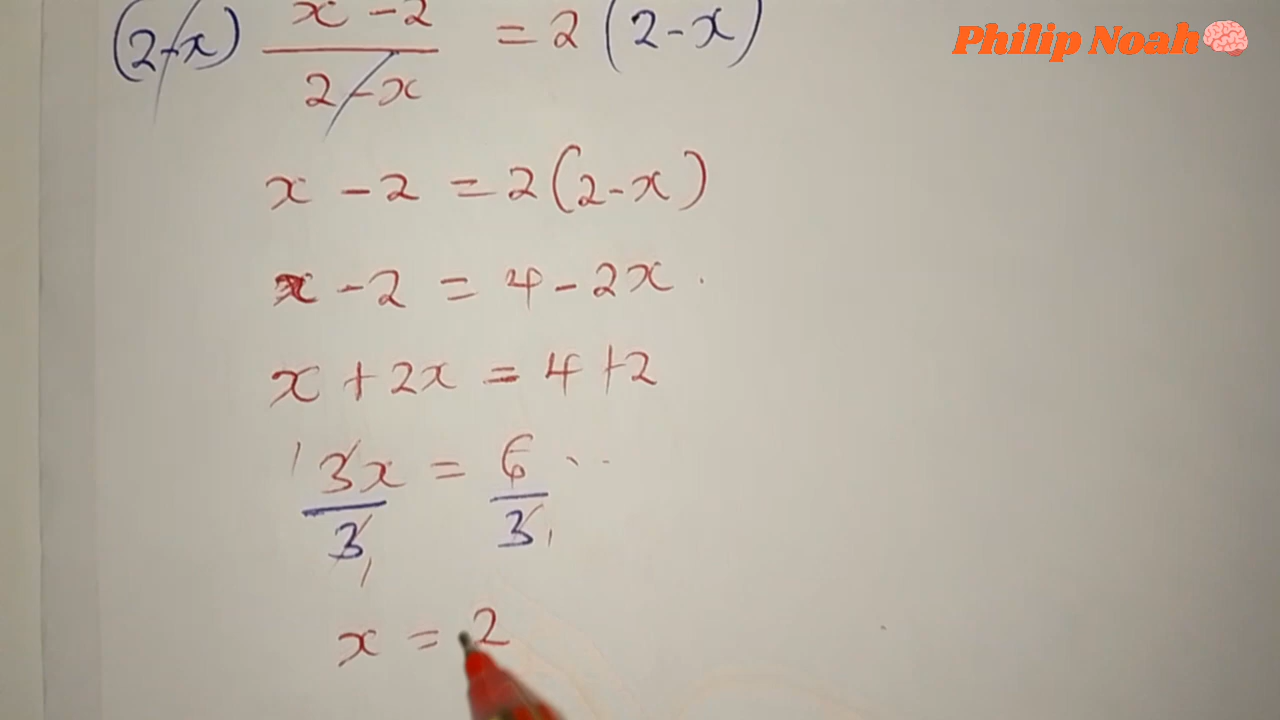 (2-x) x-2/2-x = 2(2-x)
Philip Noah
x - 2 = 2(2-x)
x - 2 = 4 - 2x
x + 2x = 4 + 2
3x/3 = 6/3
x = 2